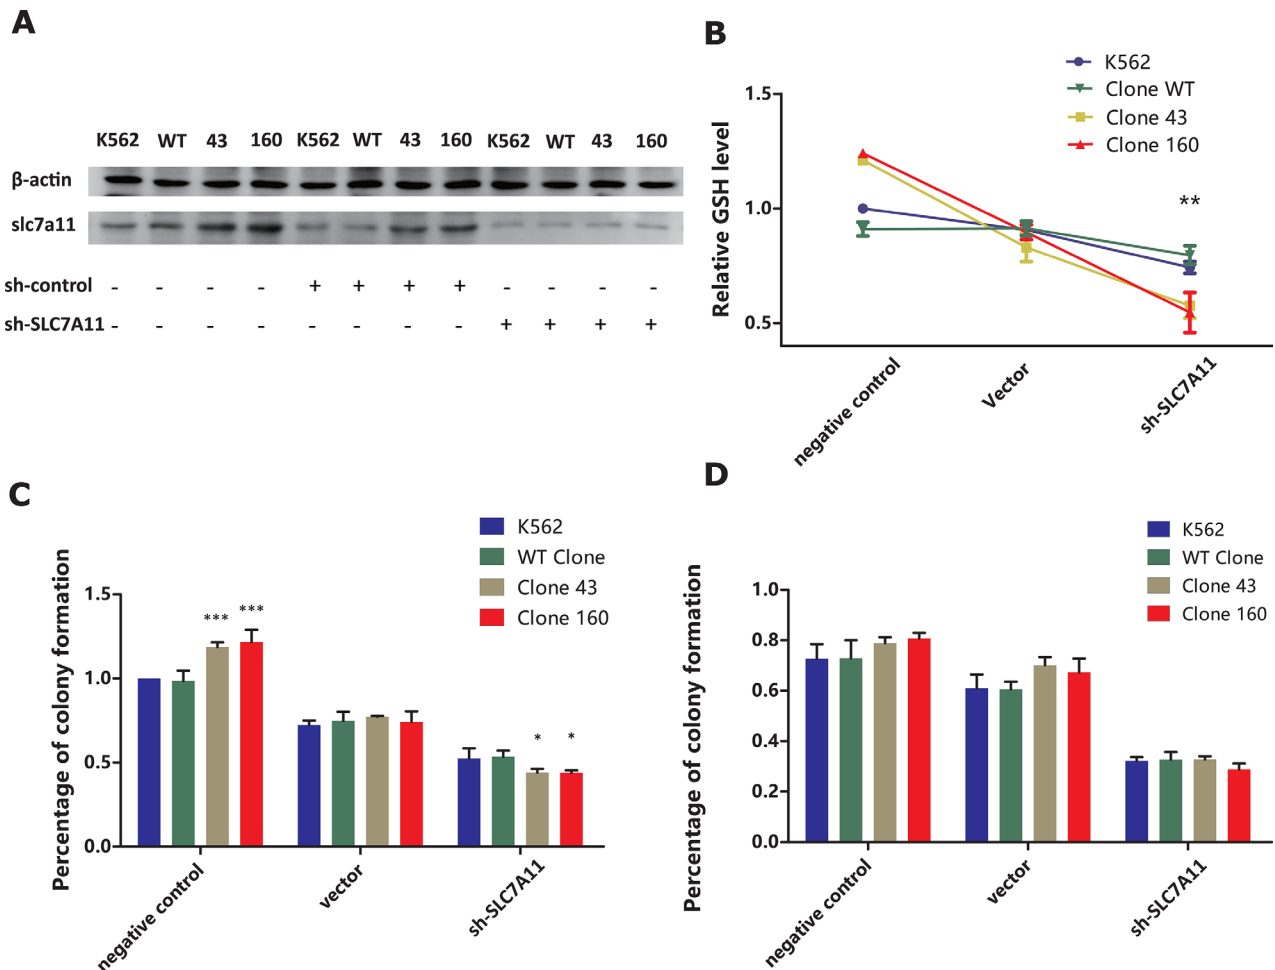 A
K562 WT 43 160 K562 WT 43 160 K562 WT 43 160
β-actin
slc7a11
sh-control - - - - + + + + - - - -
sh-SLC7A11 - - - - - - - - + + + +
B
K562
Clone WT
Clone 43
Clone 160
Relative GSH level
1.5
1.0
0.5
**
negative control
Vector
sh-SLC7A11
C
K562
WT Clone
Clone 43
Clone 160
Percentage of colony formation
1.5
1.0
0.5
0.0
*** ***
* *
negative control
vector
sh-SLC7A11
D
K562
WT Clone
Clone 43
Clone 160
Percentage of colony formation
1.0
0.8
0.6
0.4
0.2
0.0
negative control
vector
sh-SLC7A11